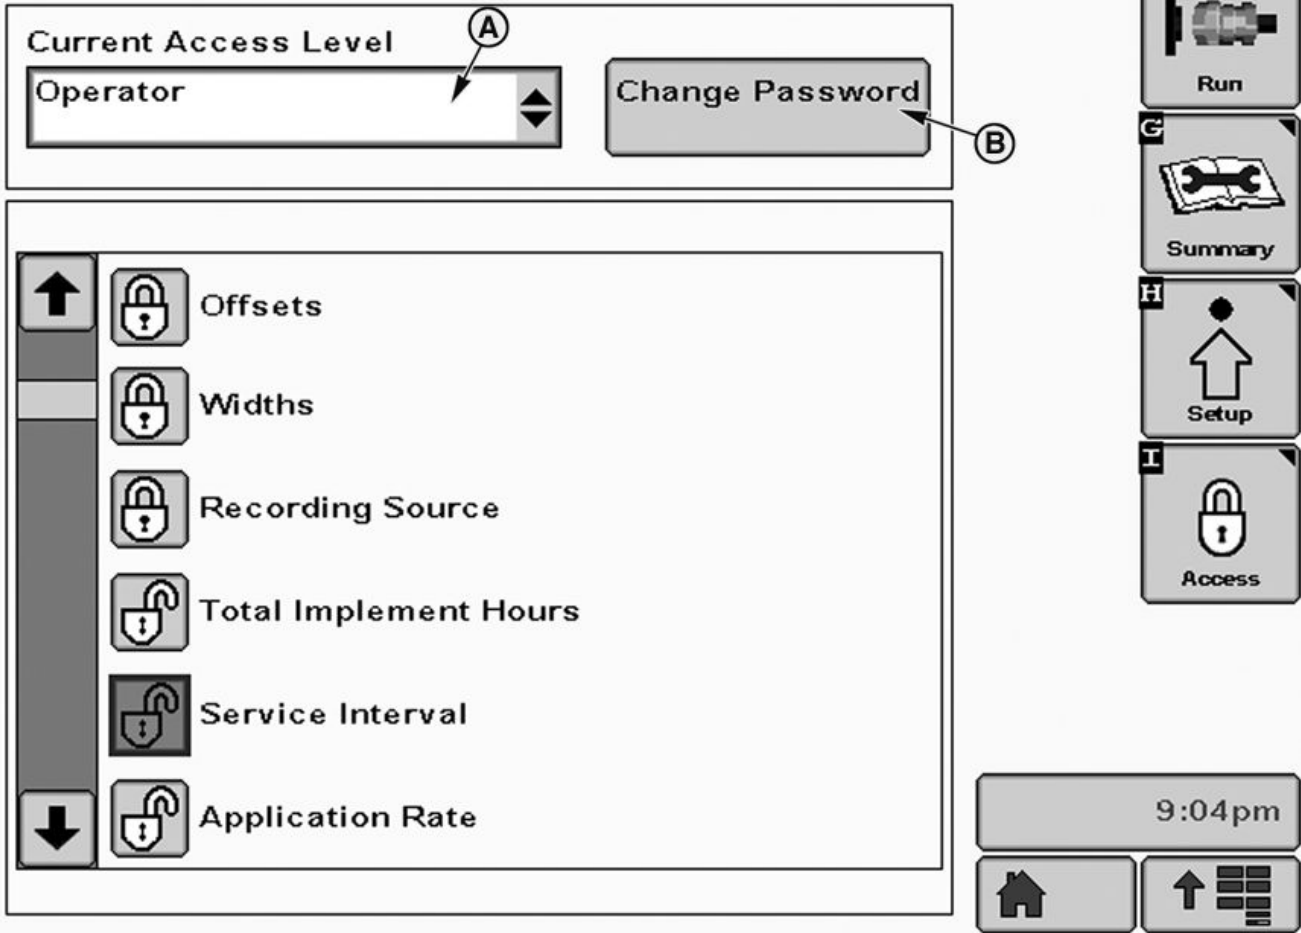 Current Access Level
A
Operator
Change Password
B
Run
G
Summary
H
Setup
I
Access
Offsets
Widths
Recording Source
Total Implement Hours
Service Interval
Application Rate
9:04pm